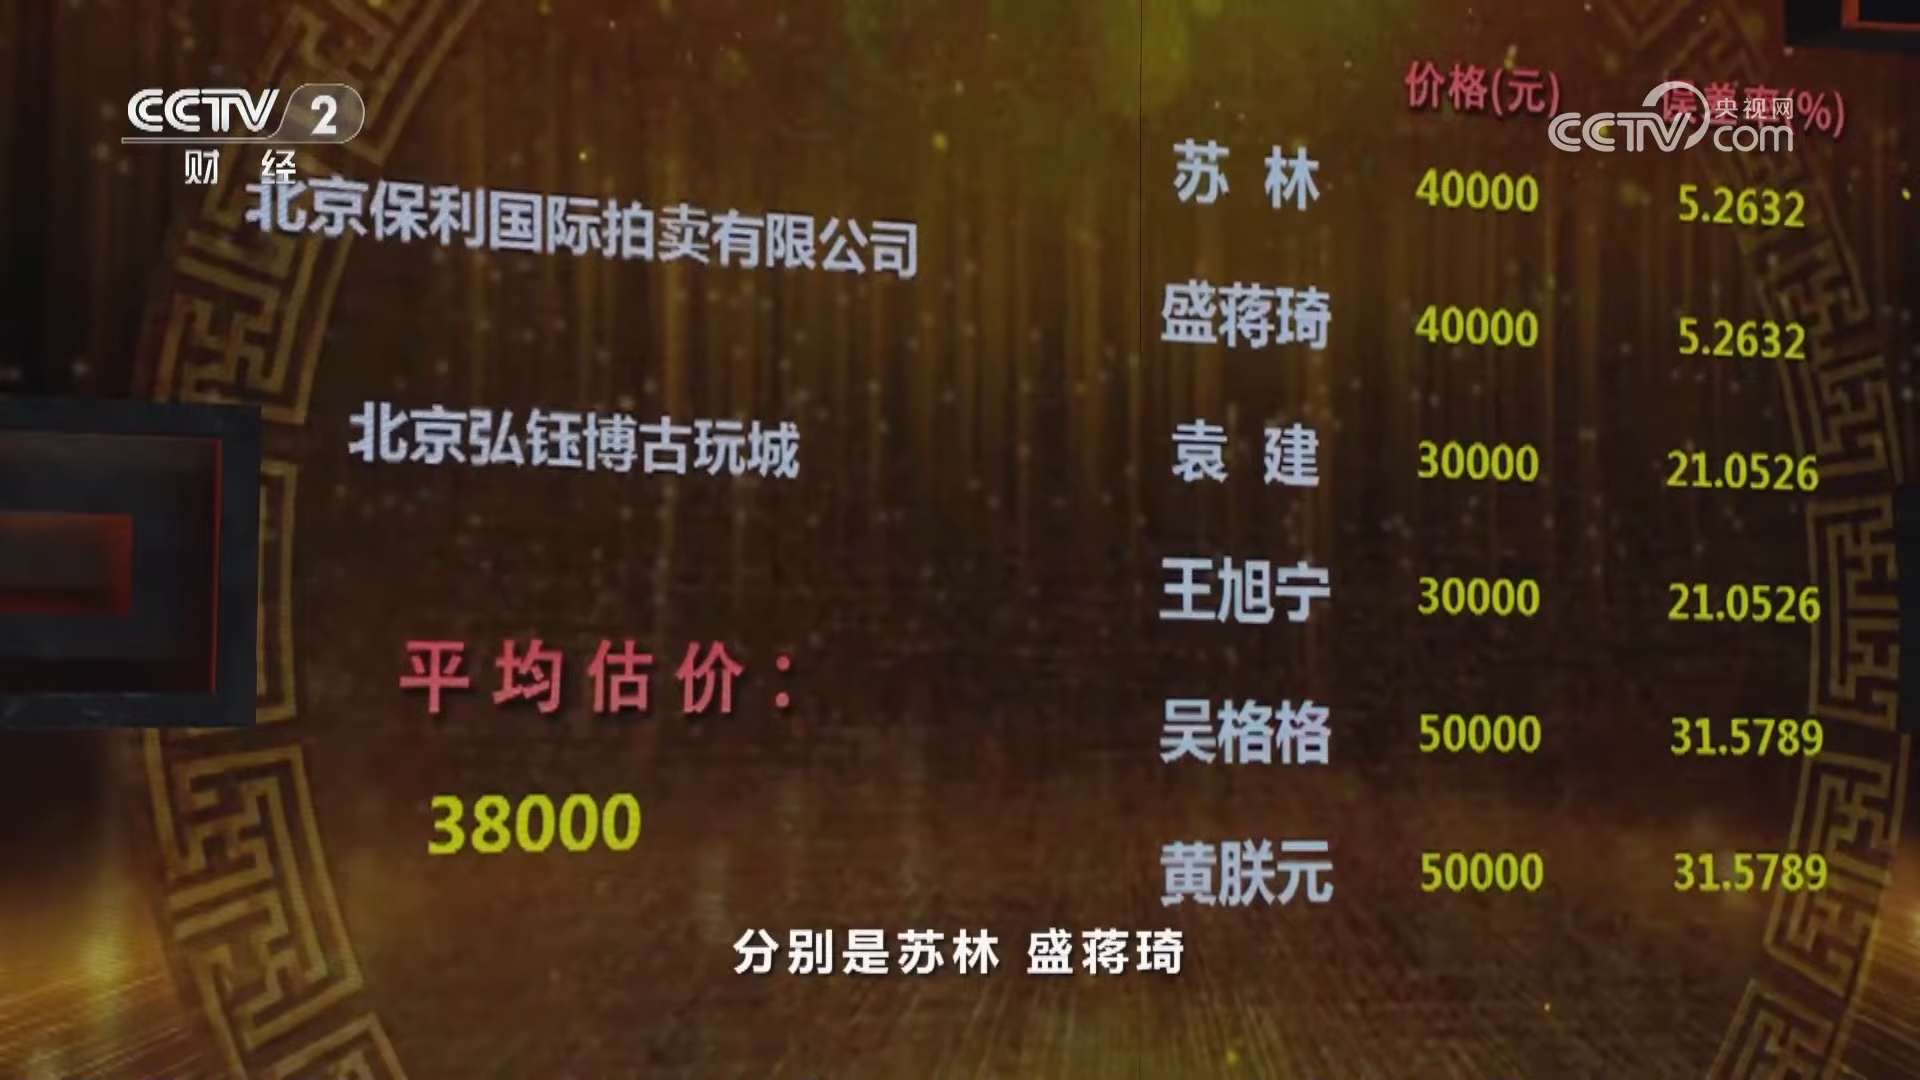 CCTV 2
财 经
央视网
CCTV.com
北京保利国际拍卖有限公司
北京弘钰博古玩城
平均估价：
38000
价格(元) 误差率(%)
苏 林 40000 5.2632
盛蒋琦 40000 5.2632
袁 建 30000 21.0526
王旭宁 30000 21.0526
吴格格 50000 31.5789
黄朕元 50000 31.5789
分别是苏林 盛蒋琦